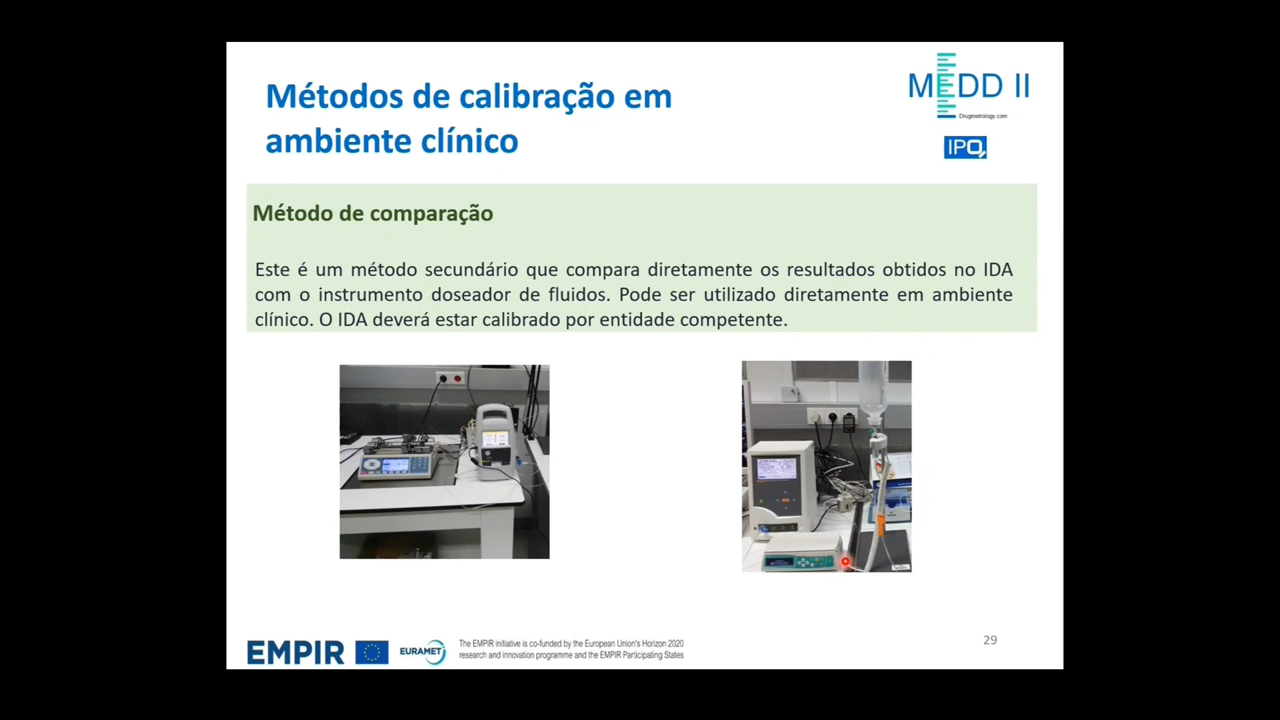 Métodos de calibração em
ambiente clínico
MEDD II
Drugmetrology.com
IPQ
Método de comparação
Este é um método secundário que compara diretamente os resultados obtidos no IDA
com o instrumento doseador de fluidos. Pode ser utilizado diretamente em ambiente
clínico. O IDA deverá estar calibrado por entidade competente.
EMPIR
EURAMET
The EMPIR initiative is co-funded by the European Union's Horizon 2020
research and innovation programme and the EMPIR Participating States
29